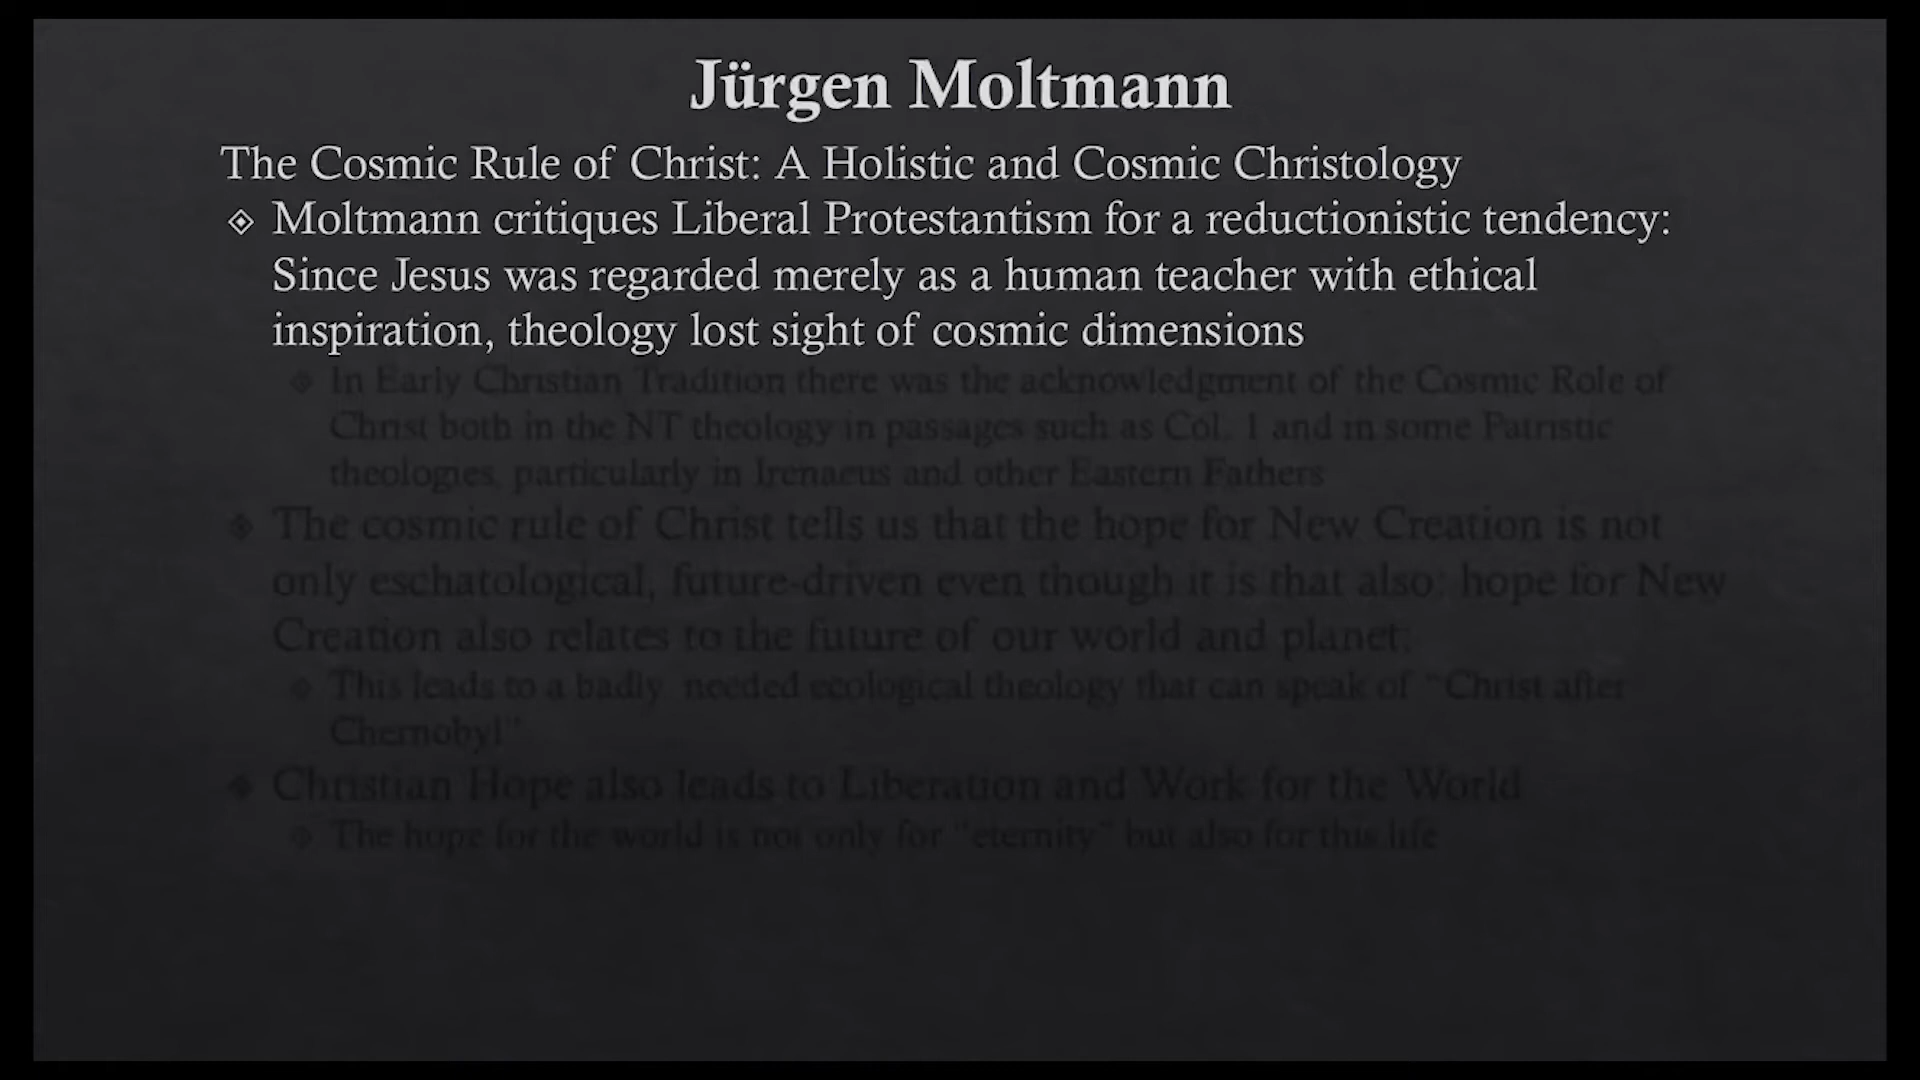 Jürgen Moltmann
The Cosmic Rule of Christ: A Holistic and Cosmic Christology
Moltmann critiques Liberal Protestantism for a reductionistic tendency:
Since Jesus was regarded merely as a human teacher with ethical
inspiration, theology lost sight of cosmic dimensions
In Early Christian Tradition there was the acknowledgment of the Cosmic Role of
Christ both in the NT theology in passages such as Col. 1 and in some Patristic
theologies, particularly in Irenaeus and other Eastern Fathers
The cosmic rule of Christ tells us that the hope for New Creation is not
only eschatological, future-driven even though it is that also: hope for New
Creation also relates to the future of our world and planet.
This leads to a badly needed ecological theology that can speak of "Christ after
Chernobyl"
Christian Hope also leads to Liberation and Work for the World
The hope for the world is not only for "eternity" but also for this life